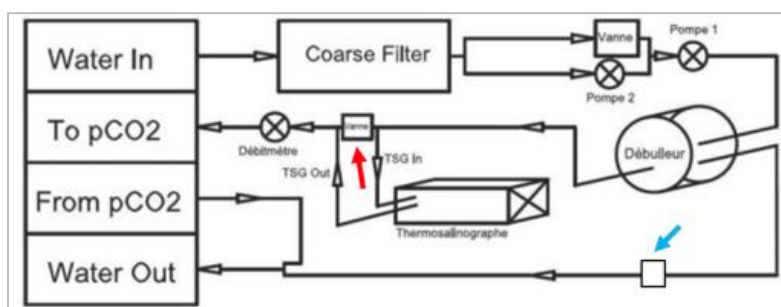 Water In
Coarse Filter
Vanne
Pompe 1
Pompe 2
To pCO2
Débitmètre
Vanne
TSG In
TSG Out
Débulleur
From pCO2
Thermosalinographe
Water Out